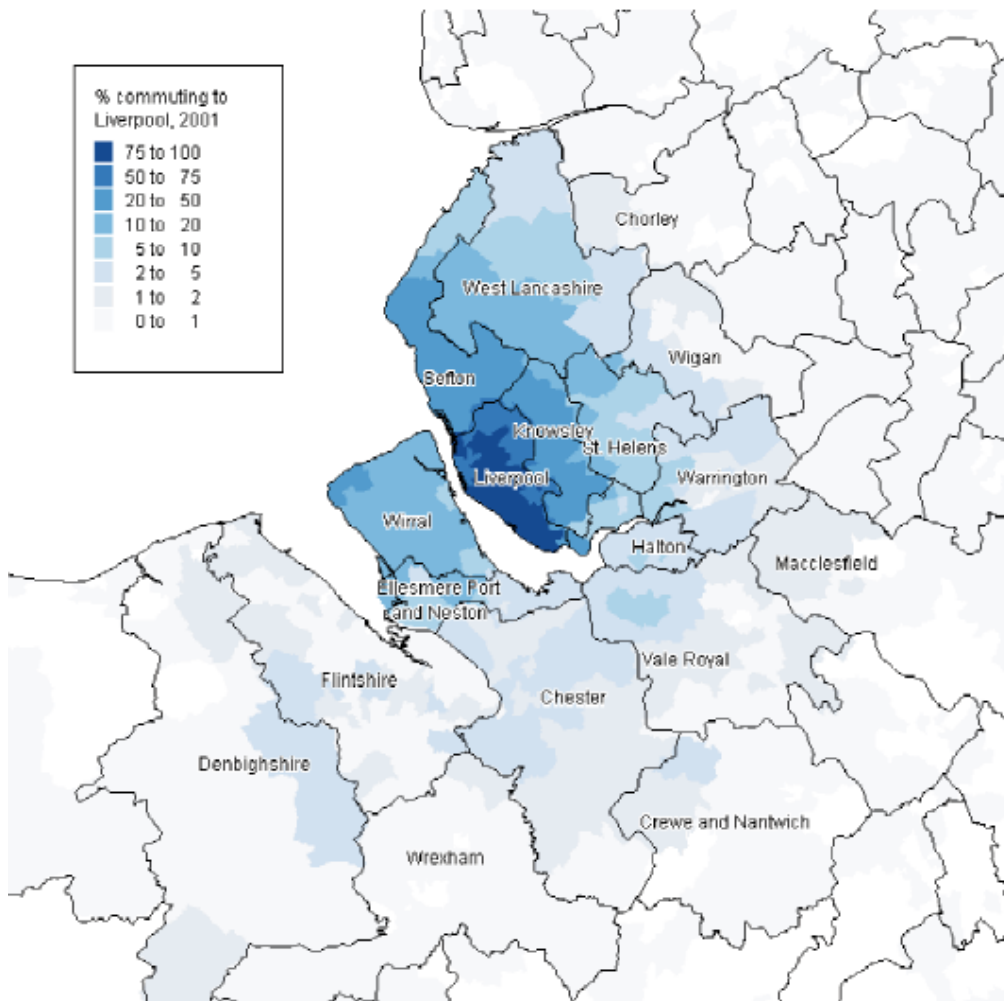 % commuting to
Liverpool, 2001
75 to 100
50 to 75
20 to 50
10 to 20
5 to 10
2 to 5
1 to 2
0 to 1
Chorley
West Lancashire
Wigan
Sefton
Knowsley
St. Helens
Liverpool
Warrington
Wirral
Halton
Macclesfield
Ellesmere Port
and Neston
Vale Royal
Flintshire
Chester
Denbighshire
Crewe and Nantwich
Wrexham